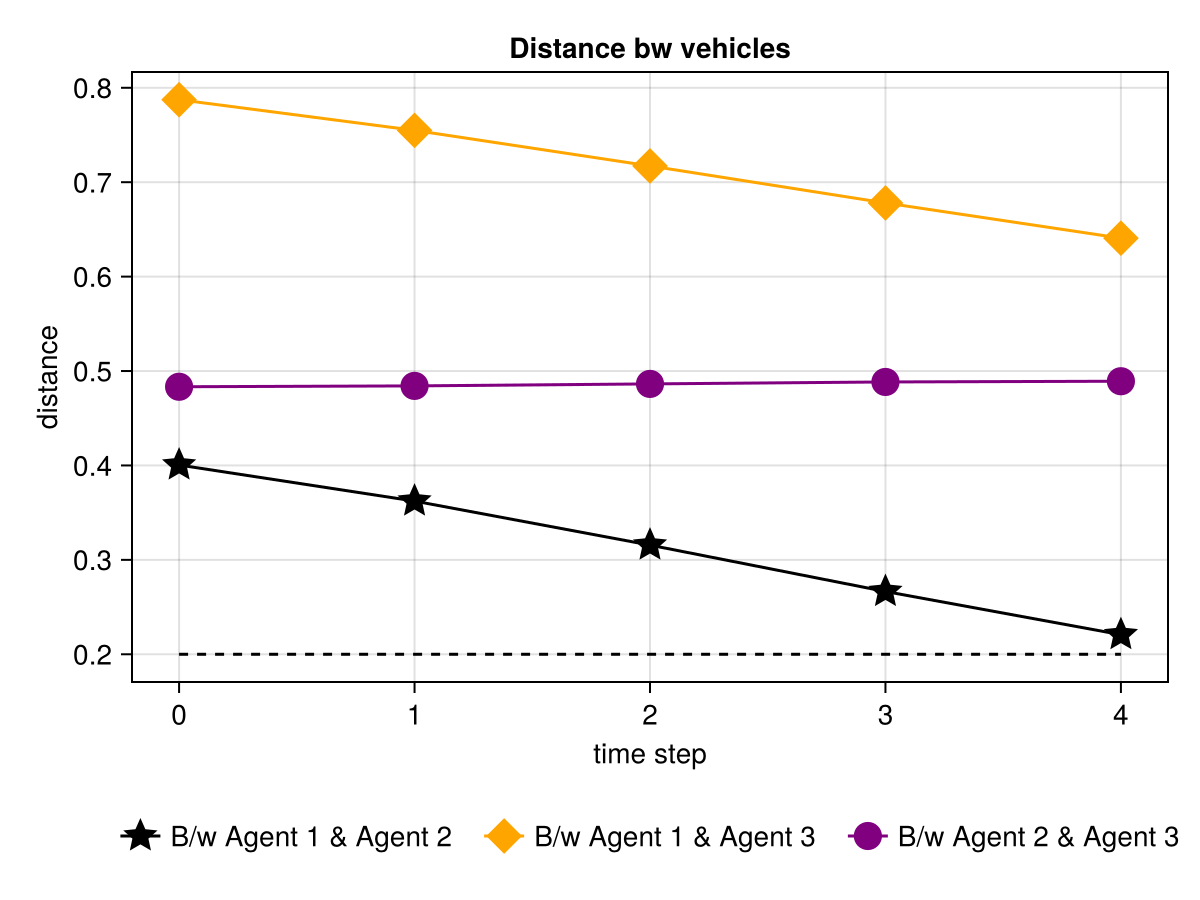 Distance bw vehicles
0.8
0.7
0.6
0.5
0.4
0.3
0.2
distance
0 1 2 3 4
time step
B/w Agent 1 & Agent 2 B/w Agent 1 & Agent 3 B/w Agent 2 & Agent 3